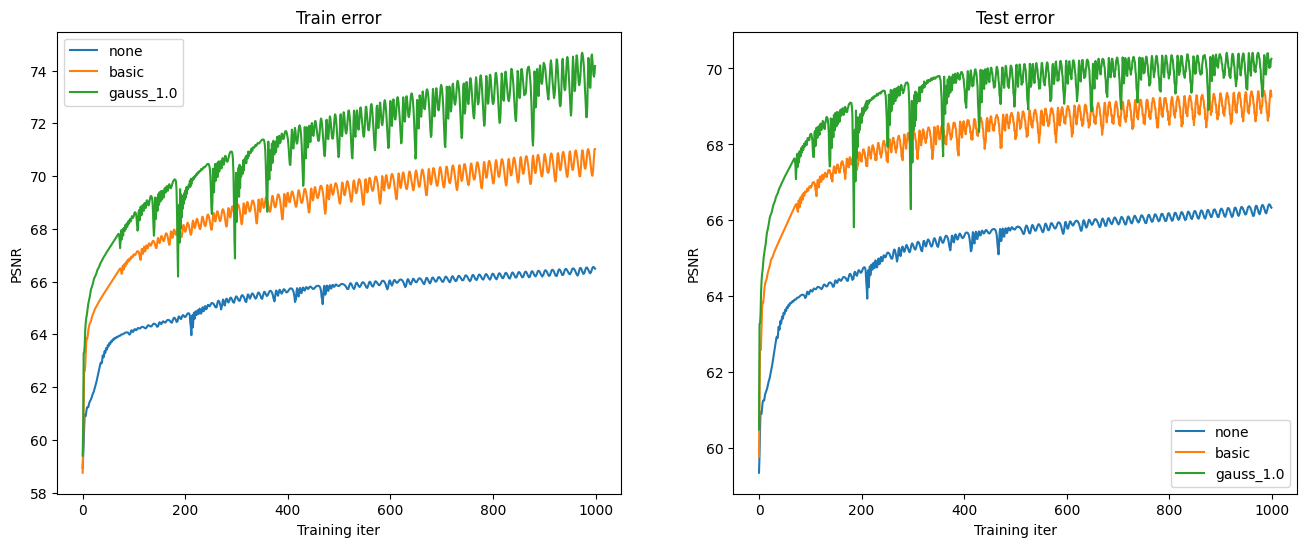 Train error
none
basic
gauss_1.0
PSNR
74
72
70
68
66
64
62
60
58
0
200
400
600
800
1000
Training iter
Test error
PSNR
70
68
66
64
62
60
none
basic
gauss_1.0
0
200
400
600
800
1000
Training iter